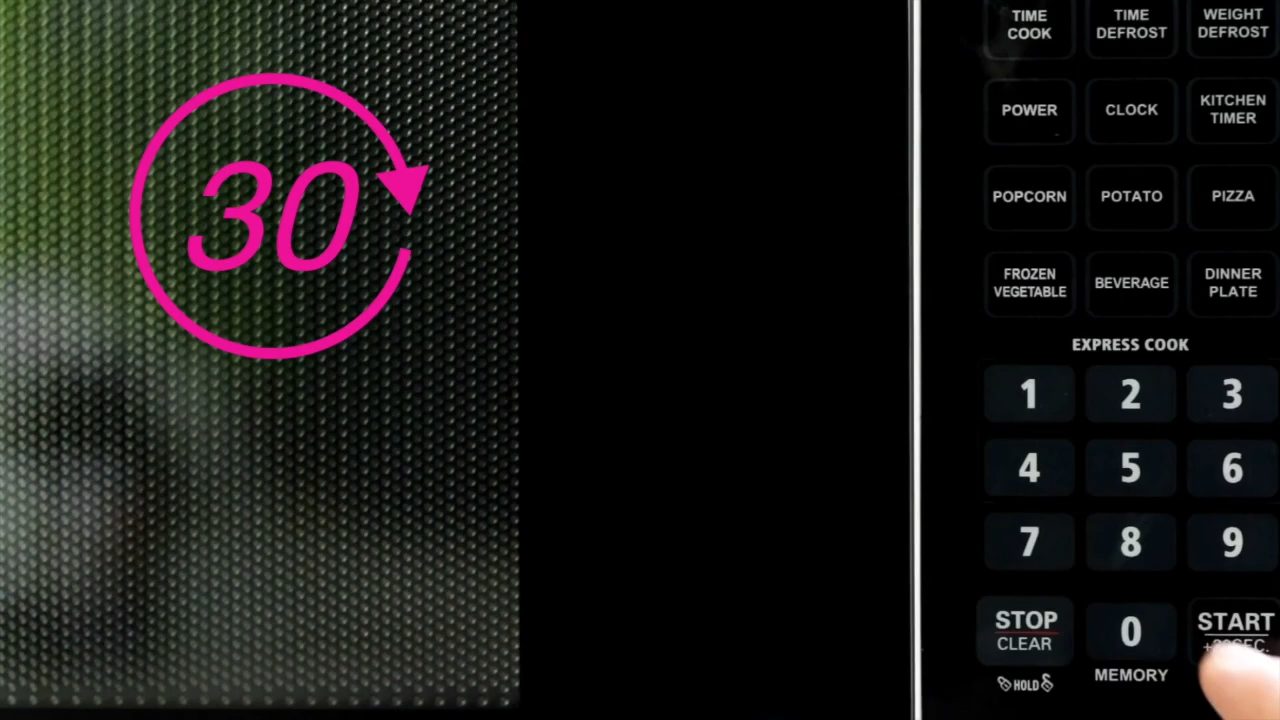 30
TIME
COOK
TIME
DEFROST
WEIGHT
DEFROST
POWER
CLOCK
KITCHEN
TIMER
POPCORN
POTATO
PIZZA
FROZEN
VEGETABLE
BEVERAGE
DINNER
PLATE
EXPRESS COOK
1
2
3
4
5
6
7
8
9
STOP
CLEAR
0
START
MEMORY
HOLD